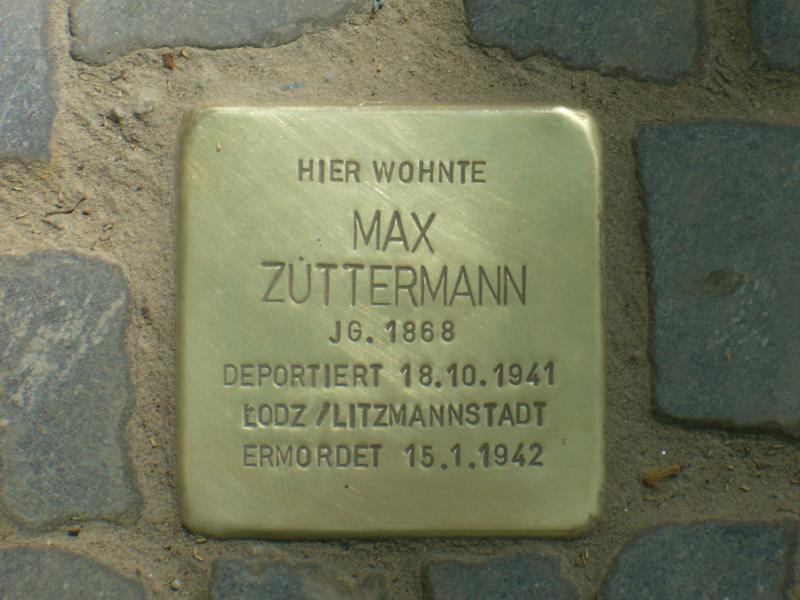 HIER WOHNTE
MAX
ZÜTTERMANN
JG. 1868
DEPORTIERT 18.10.1941
ŁODZ / LITZMANNSTADT
ERMORDET 15.1.1942